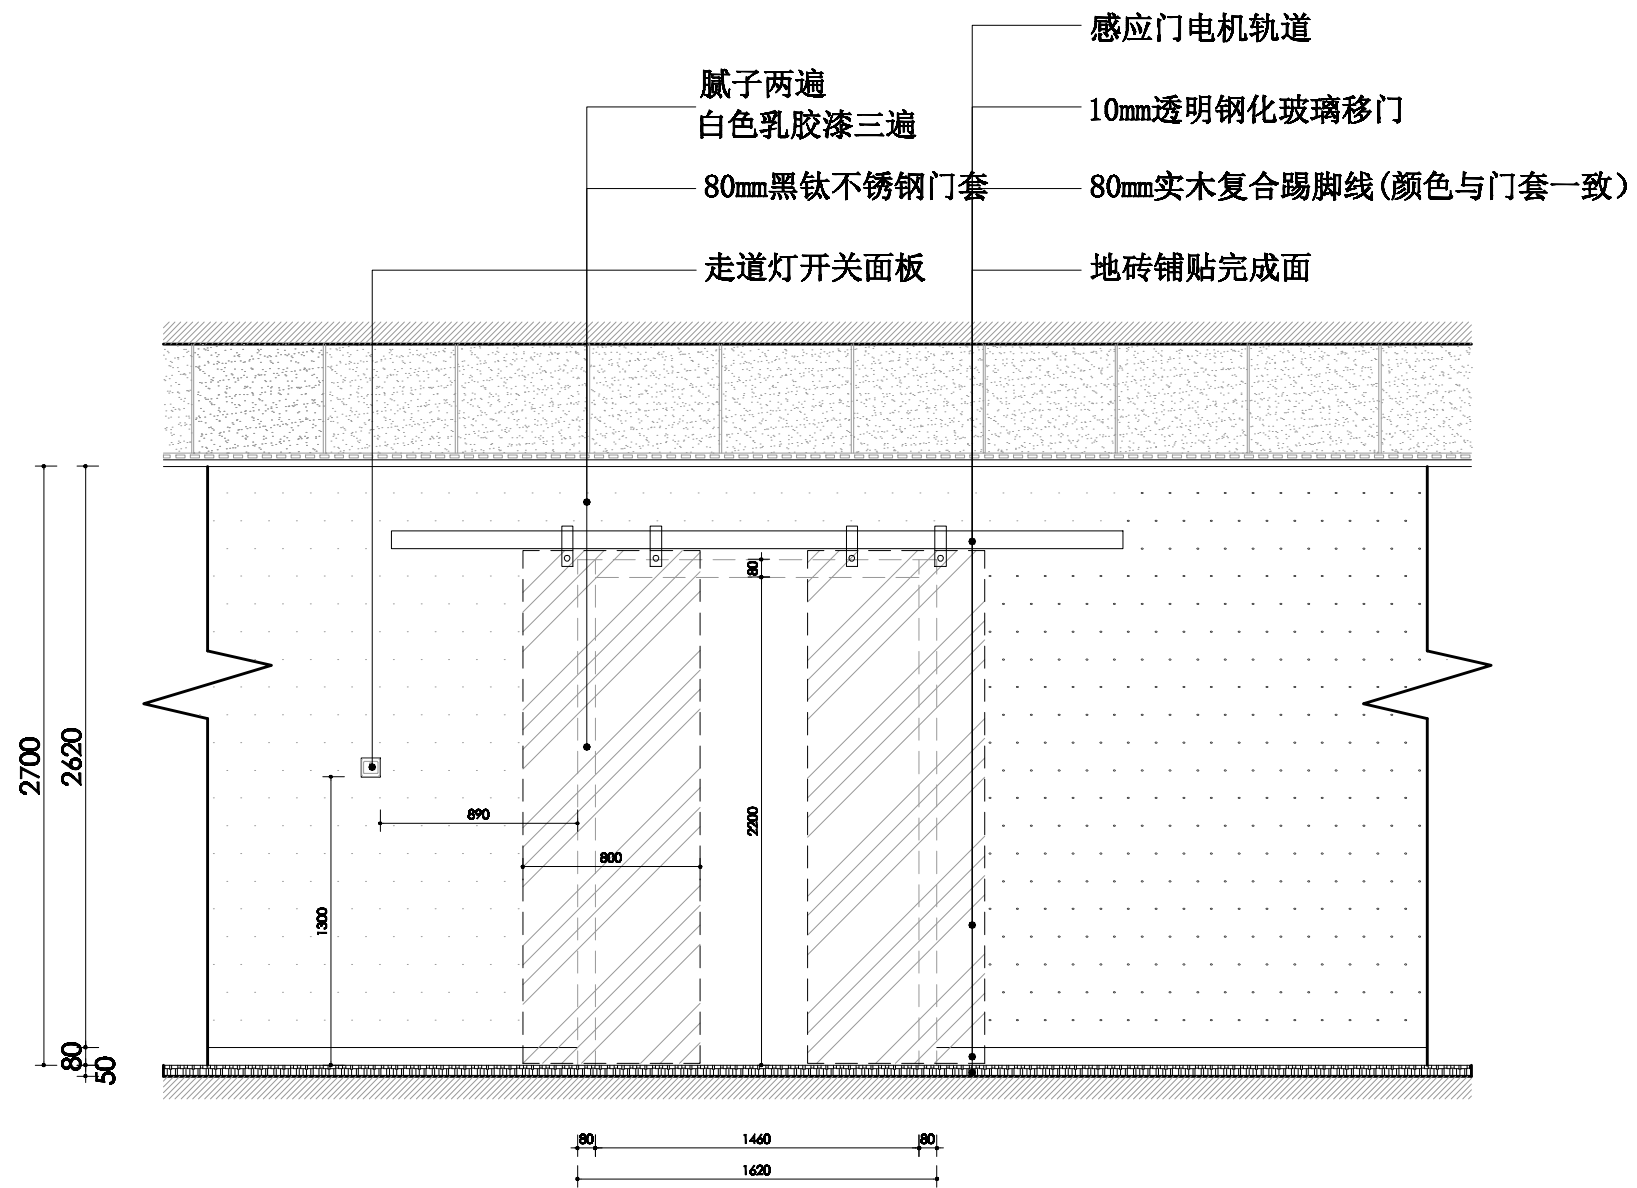 感应门电机轨道
腻子两遍
白色乳胶漆三遍
10mm透明钢化玻璃移门
80mm黑钛不锈钢门套
80mm实木复合踢脚线(颜色与门套一致)
走道灯开关面板
地砖铺贴完成面
80
2700
2620
890
2200
800
1300
80
50
80
1460
80
1620